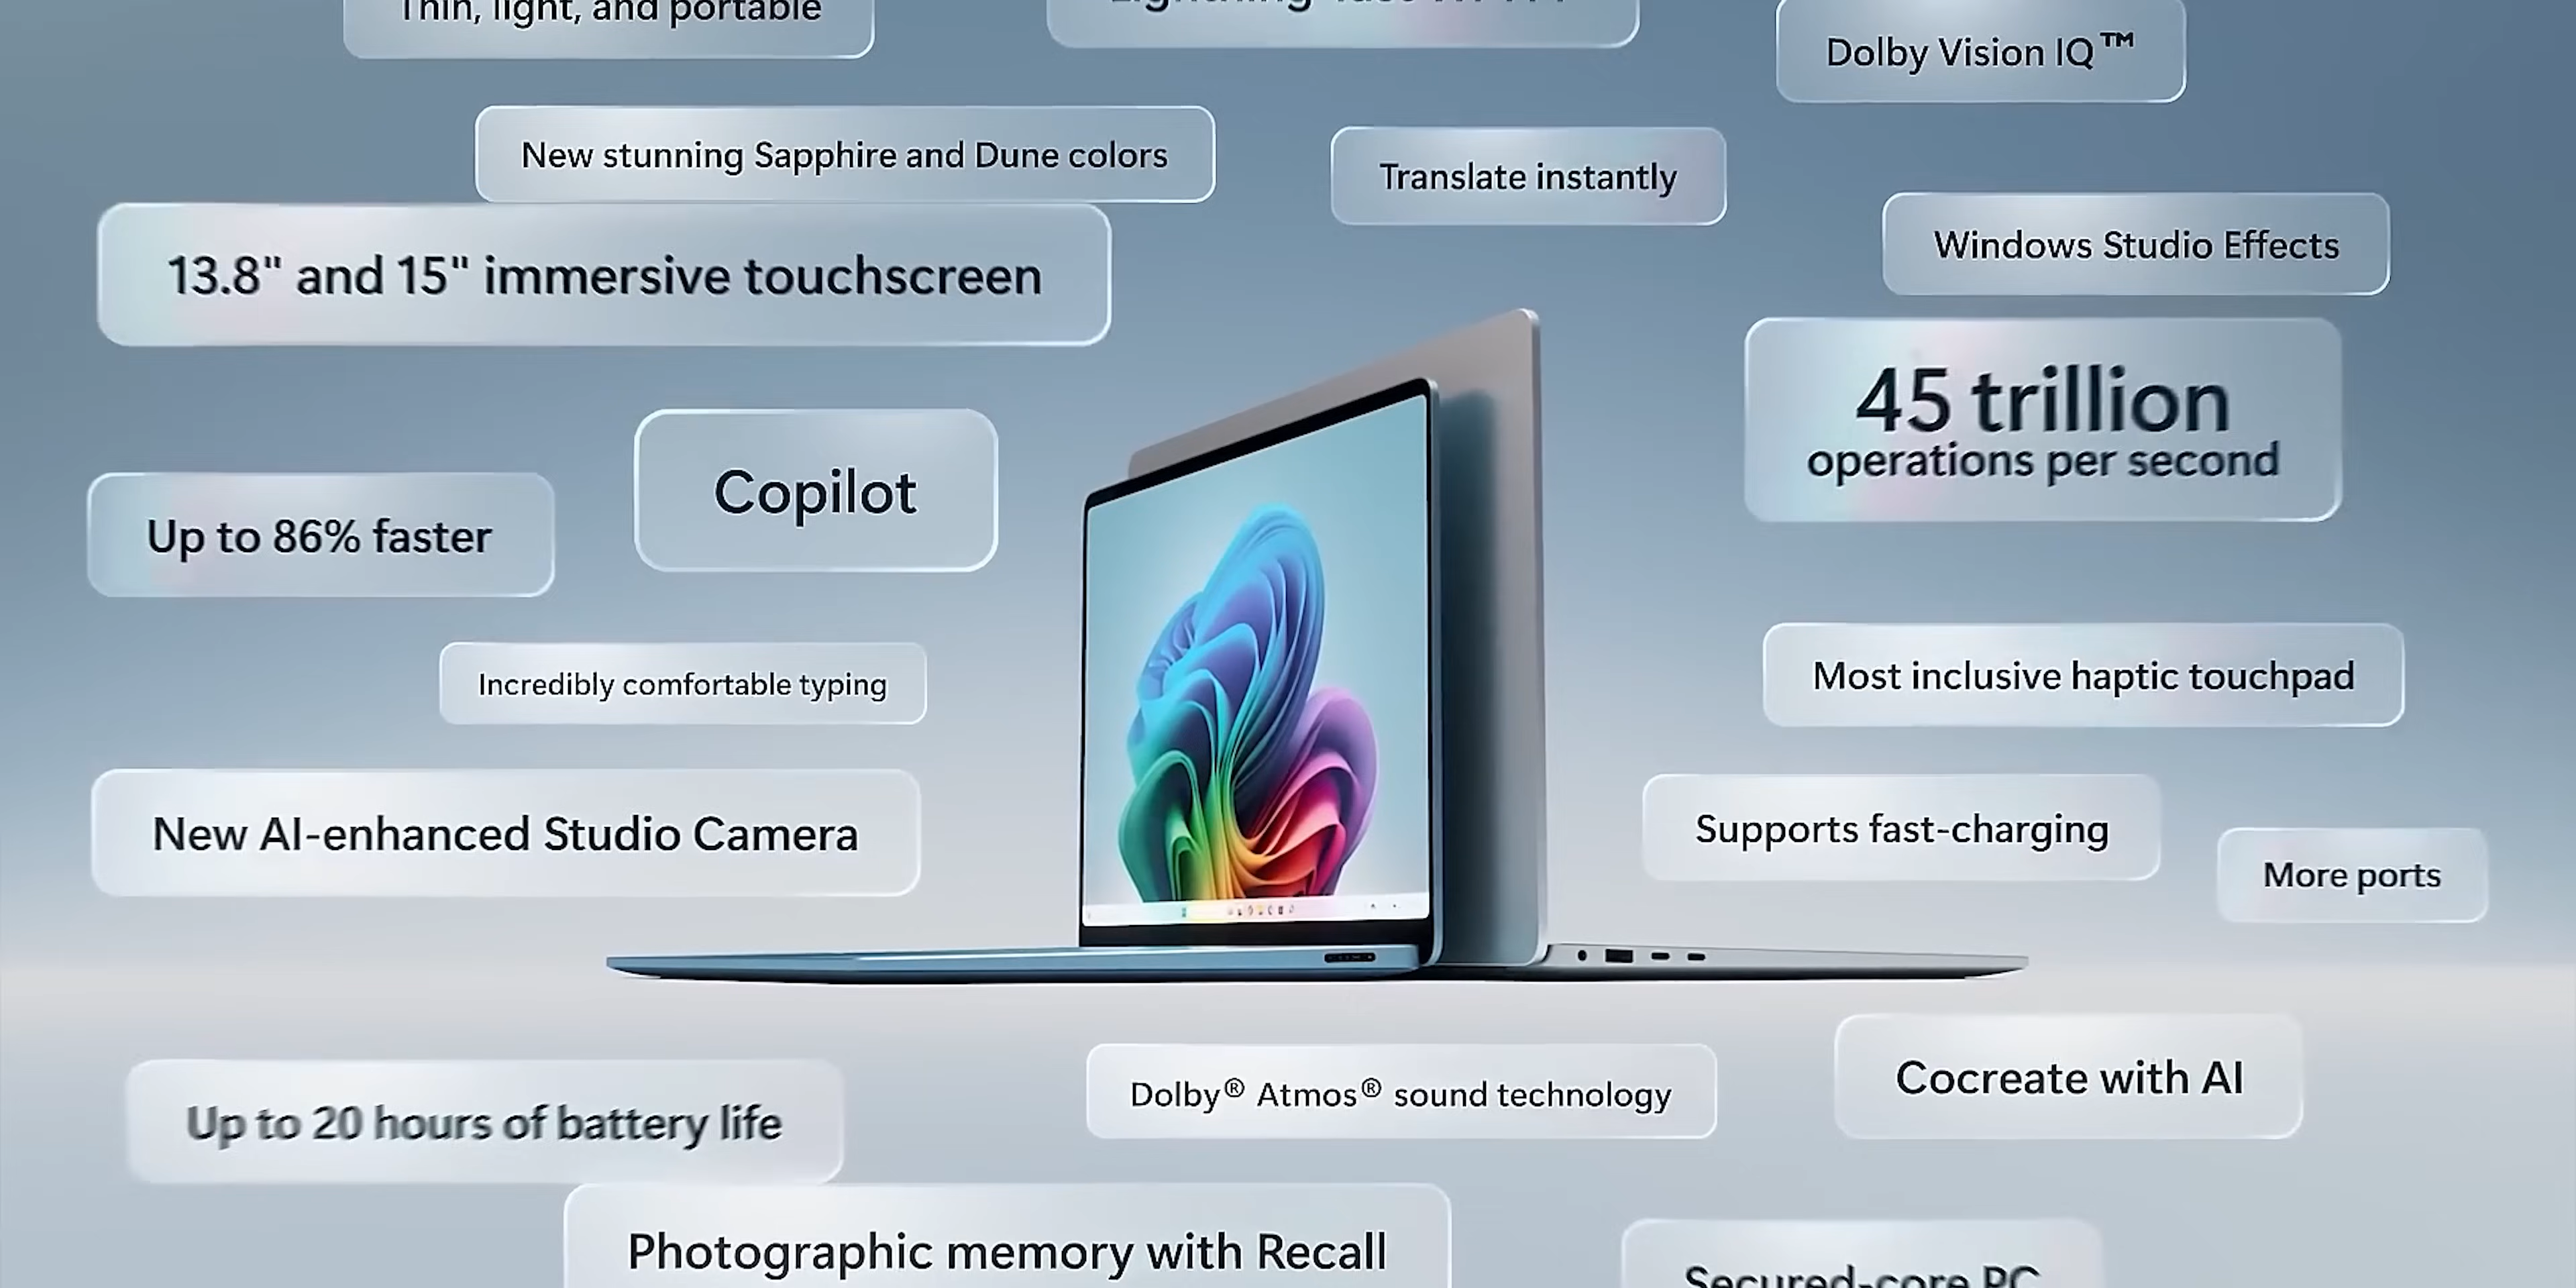 Thin, light, and portable
Dolby Vision IQ™
New stunning Sapphire and Dune colors
Translate instantly
Windows Studio Effects
13.8" and 15" immersive touchscreen
45 trillion
operations per second
Copilot
Up to 86% faster
Incredibly comfortable typing
Most inclusive haptic touchpad
New AI-enhanced Studio Camera
Supports fast-charging
More ports
Cocreate with AI
Dolby® Atmos® sound technology
Up to 20 hours of battery life
Photographic memory with Recall
Secured-core PC